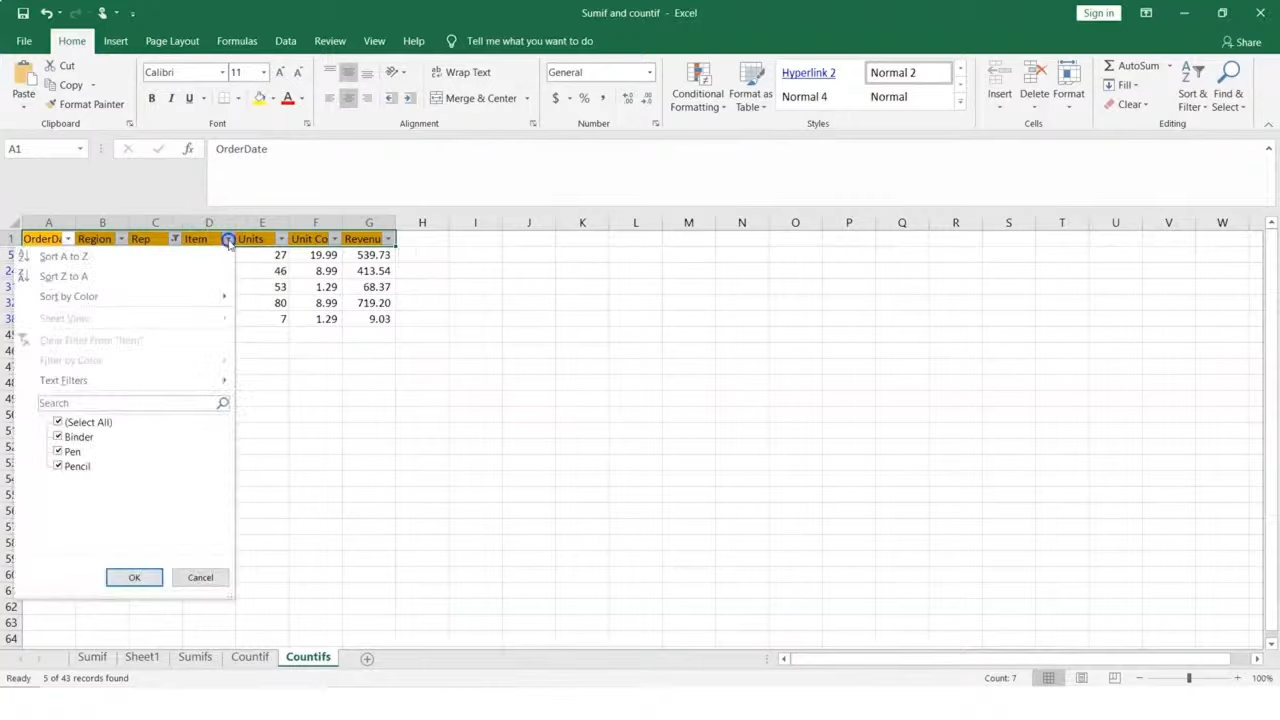 Sumif and countif - Excel
Sign in
File Home Insert Page Layout Formulas Data Review View Help Tell me what you want to do Share
Paste
Cut
Copy
Format Painter
Clipboard
Calibri 11
B I U
Font
Wrap Text
Merge & Center
Alignment
General
$ % ,
Number
Conditional Formatting
Format as Table
Hyperlink 2 Normal 2
Normal 4 Normal
Styles
Insert Delete Format
Cells
AutoSum
Fill
Clear
Sort & Filter
Find & Select
Editing
A1 fx OrderDate
A B C D E F G H I J K L M N O P Q R S T U V W
1 OrderDa Region Rep Item Units Unit Co Revenu
27 19.99 539.73
46 8.99 413.54
53 1.29 68.37
80 8.99 719.20
7 1.29 9.03
Sort A to Z
Sort Z to A
Sort by Color
Sheet View
Clear Filter From "Item"
Filter by Color
Text Filters
Search
(Select All)
Binder
Pen
Pencil
OK Cancel
62
63
64
Sumif Sheet1 Sumifs Countif Countifs
Ready 5 of 43 records found Count: 7 100%